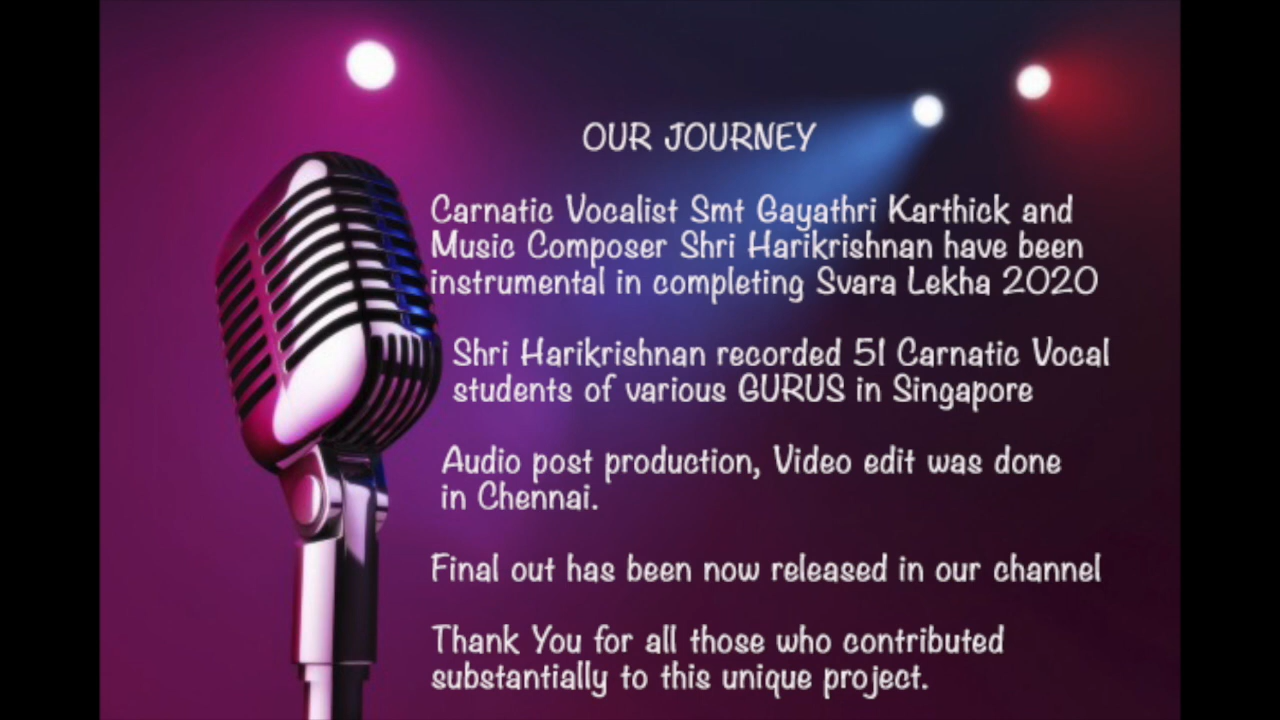 OUR JOURNEY
Carnatic Vocalist Smt Gayathri Karthick and
Music Composer Shri Harikrishnan have been
instrumental in completing Svara Lekha 2020
Shri Harikrishnan recorded 51 Carnatic Vocal
students of various GURUS in Singapore
Audio post production, Video edit was done
in Chennai.
Final out has been now released in our channel
Thank You for all those who contributed
substantially to this unique project.